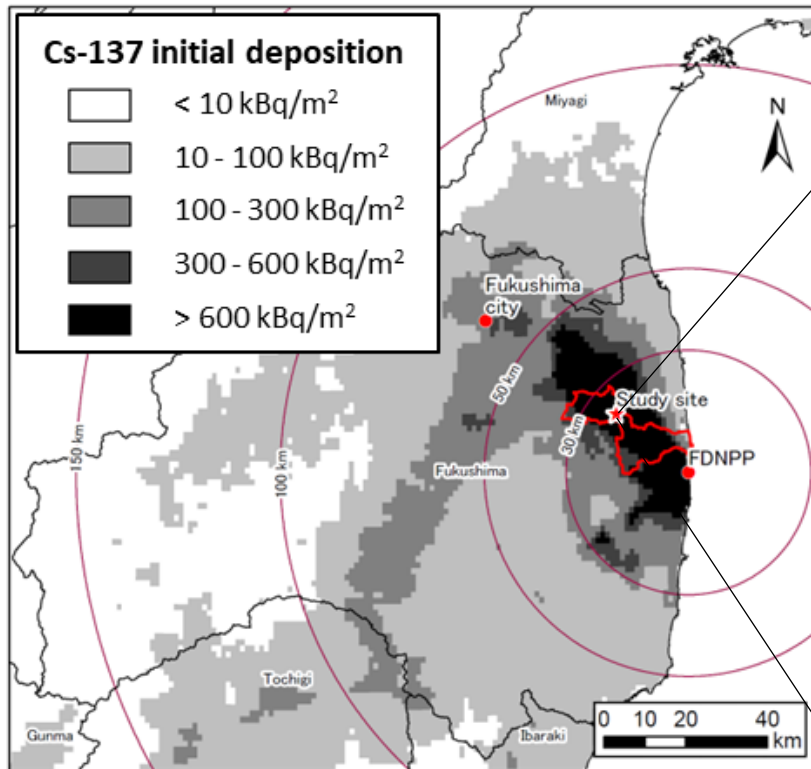 Cs-137 initial deposition
< 10 kBq/m²
10 - 100 kBq/m²
100 - 300 kBq/m²
300 - 600 kBq/m²
> 600 kBq/m²
Miyagi
N
Fukushima
city
50 km
Study site
30 km
150 km
100 km
Fukushima
FDNPP
Tochigi
Gunma
Ibaraki
0 10 20 40
km